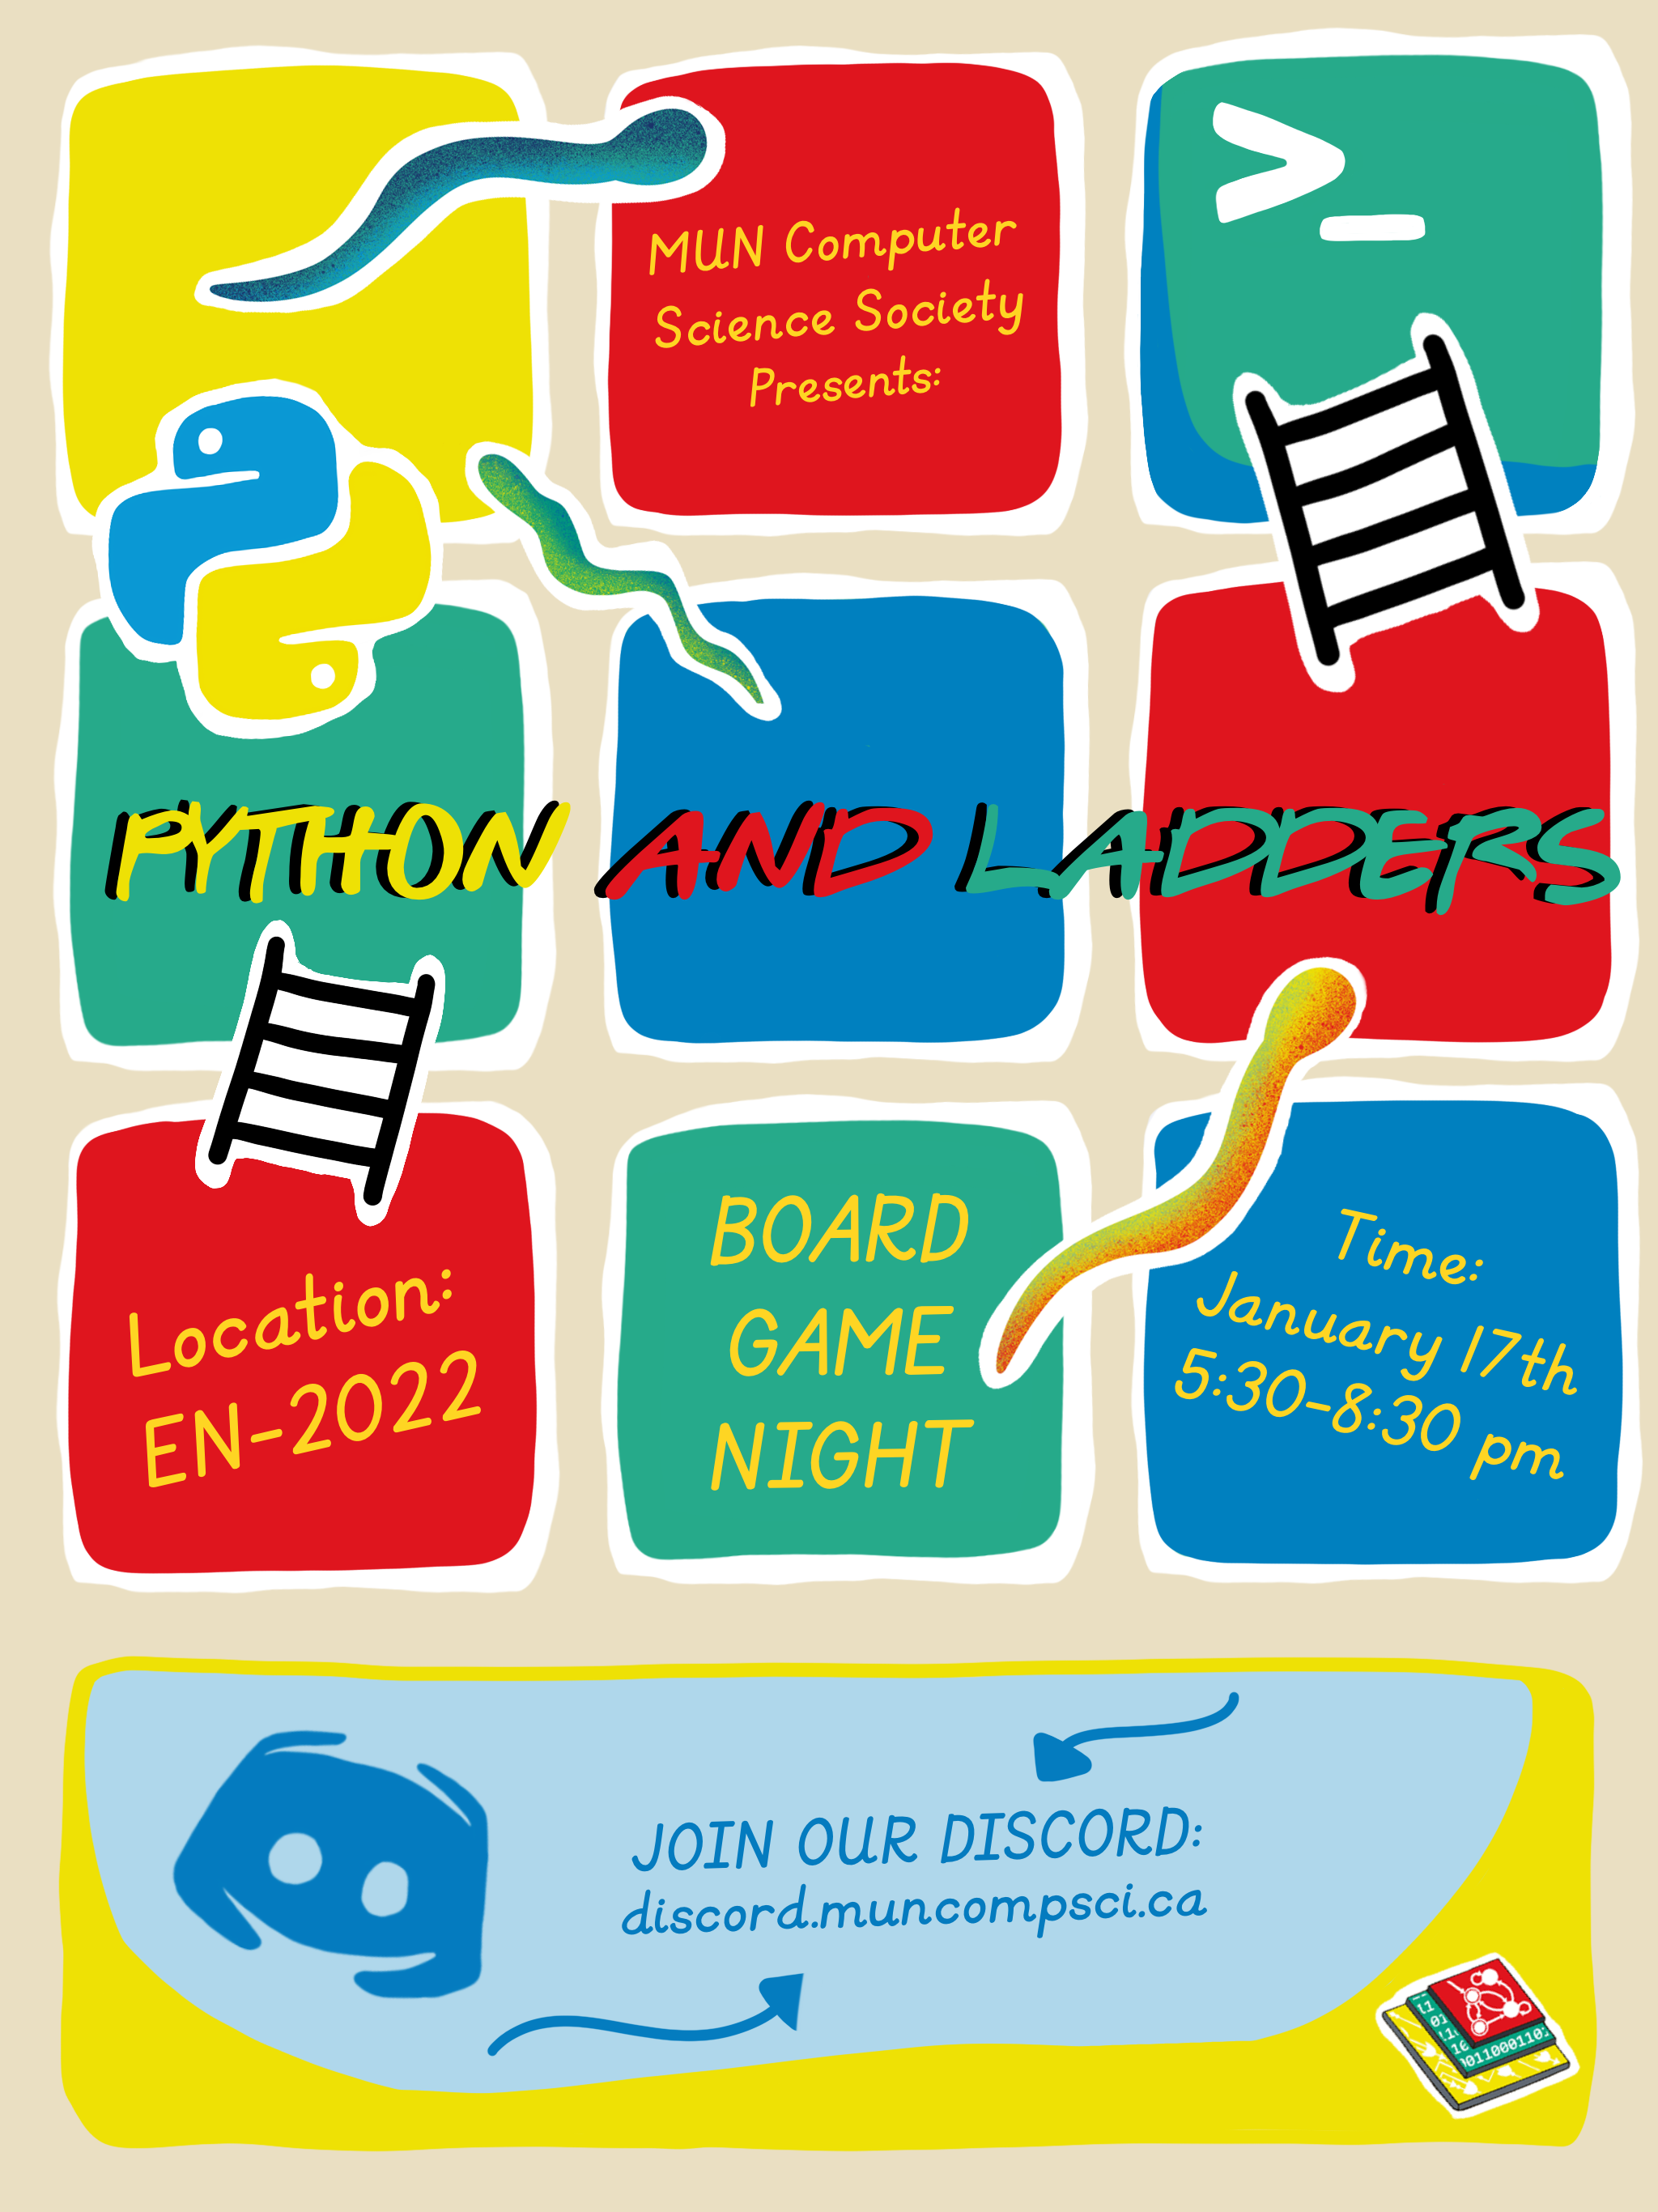 MUN Computer
Science Society
Presents:
>_
PYTHON AND LADDERS
Location:
EN-2022
BOARD
GAME
NIGHT
Time:
January 17th
5:30-8:30 pm
JOIN OUR DISCORD:
discord.muncompsci.ca